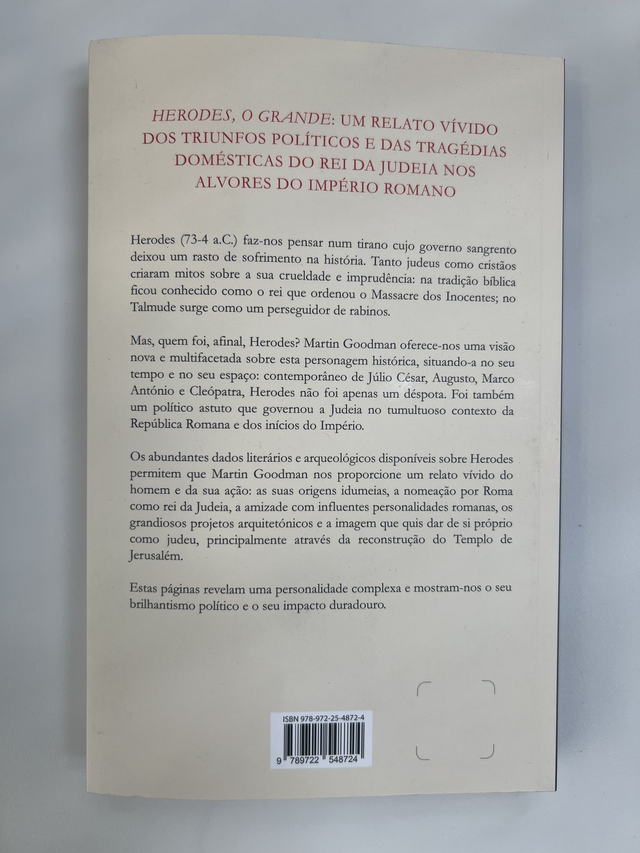 HERODES, O GRANDE: UM RELATO VÍVIDO
DOS TRIUNFOS POLÍTICOS E DAS TRAGÉDIAS
DOMÉSTICAS DO REI DA JUDEIA NOS
ALVORES DO IMPÉRIO ROMANO
Herodes (73-4 a.C.) faz-nos pensar num tirano cujo governo sangrento
deixou um rasto de sofrimento na história. Tanto judeus como cristãos
criaram mitos sobre a sua crueldade e imprudência: na tradição bíblica
ficou conhecido como o rei que ordenou o Massacre dos Inocentes; no
Talmude surge como um perseguidor de rabinos.
Mas, quem foi, afinal, Herodes? Martin Goodman oferece-nos uma visão
nova e multifacetada sobre esta personagem histórica, situando-a no seu
tempo e no seu espaço: contemporâneo de Júlio César, Augusto, Marco
António e Cleópatra, Herodes não foi apenas um déspota. Foi também
um político astuto que governou a Judeia no tumultuoso contexto da
República Romana e dos inícios do Império.
Os abundantes dados literários e arqueológicos disponíveis sobre Herodes
permitem que Martin Goodman nos proporcione um relato vívido do
homem e da sua ação: as suas origens idumeias, a nomeação por Roma
como rei da Judeia, a amizade com influentes personalidades romanas, os
grandiosos projetos arquitetónicos e a imagem que quis dar de si próprio
como judeu, principalmente através da reconstrução do Templo de
Jerusalém.
Estas páginas revelam uma personalidade complexa e mostram-nos o seu
brilhantismo político e o seu impacto duradouro.
ISBN 978-972-25-4872-4
9 789722 548724